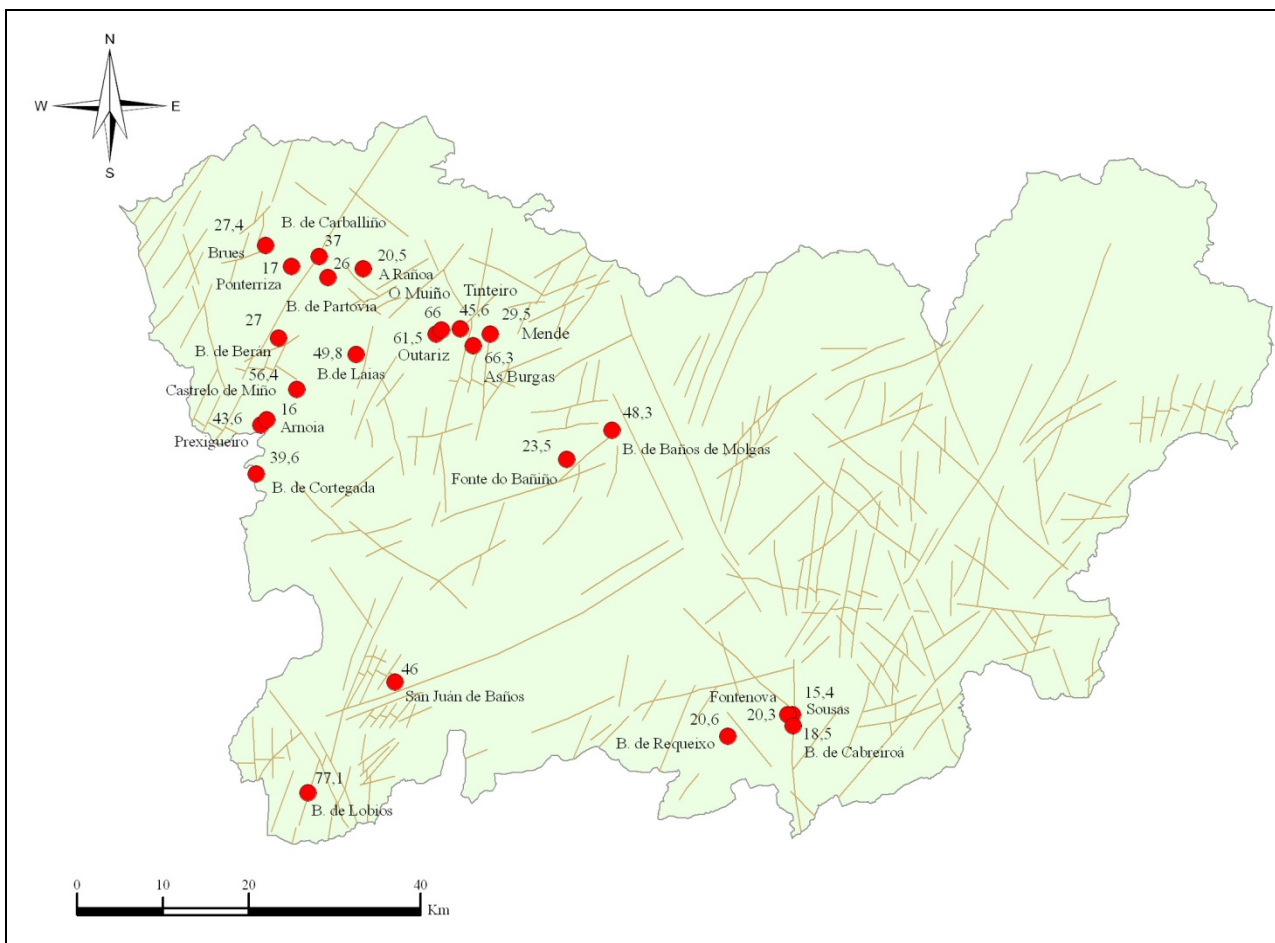 N
W
E
S
B. de Carballiño
27,4
37
Brues
17
26
20,5
Ponterriza
A Rañoa
O Muiño
Tinteiro
B. de Partovia
66
45,6
29,5
27
61,5
Mende
B. de Berán
49,8
Outariz
66,3
B.de Laias
As Burgas
56,4
Castrelo de Miño
16
43,6
Arnoia
Prexigueiro
48,3
39,6
23,5
B. de Baños de Molgas
Fonte do Bañiño
B. de Cortegada
46
San Juán de Baños
Fontenova
15,4
20,3
Sousas
20,6
18,5
B. de Requeixo
B. de Cabreiroá
77,1
B. de Lobios
0
20
40
10
Km